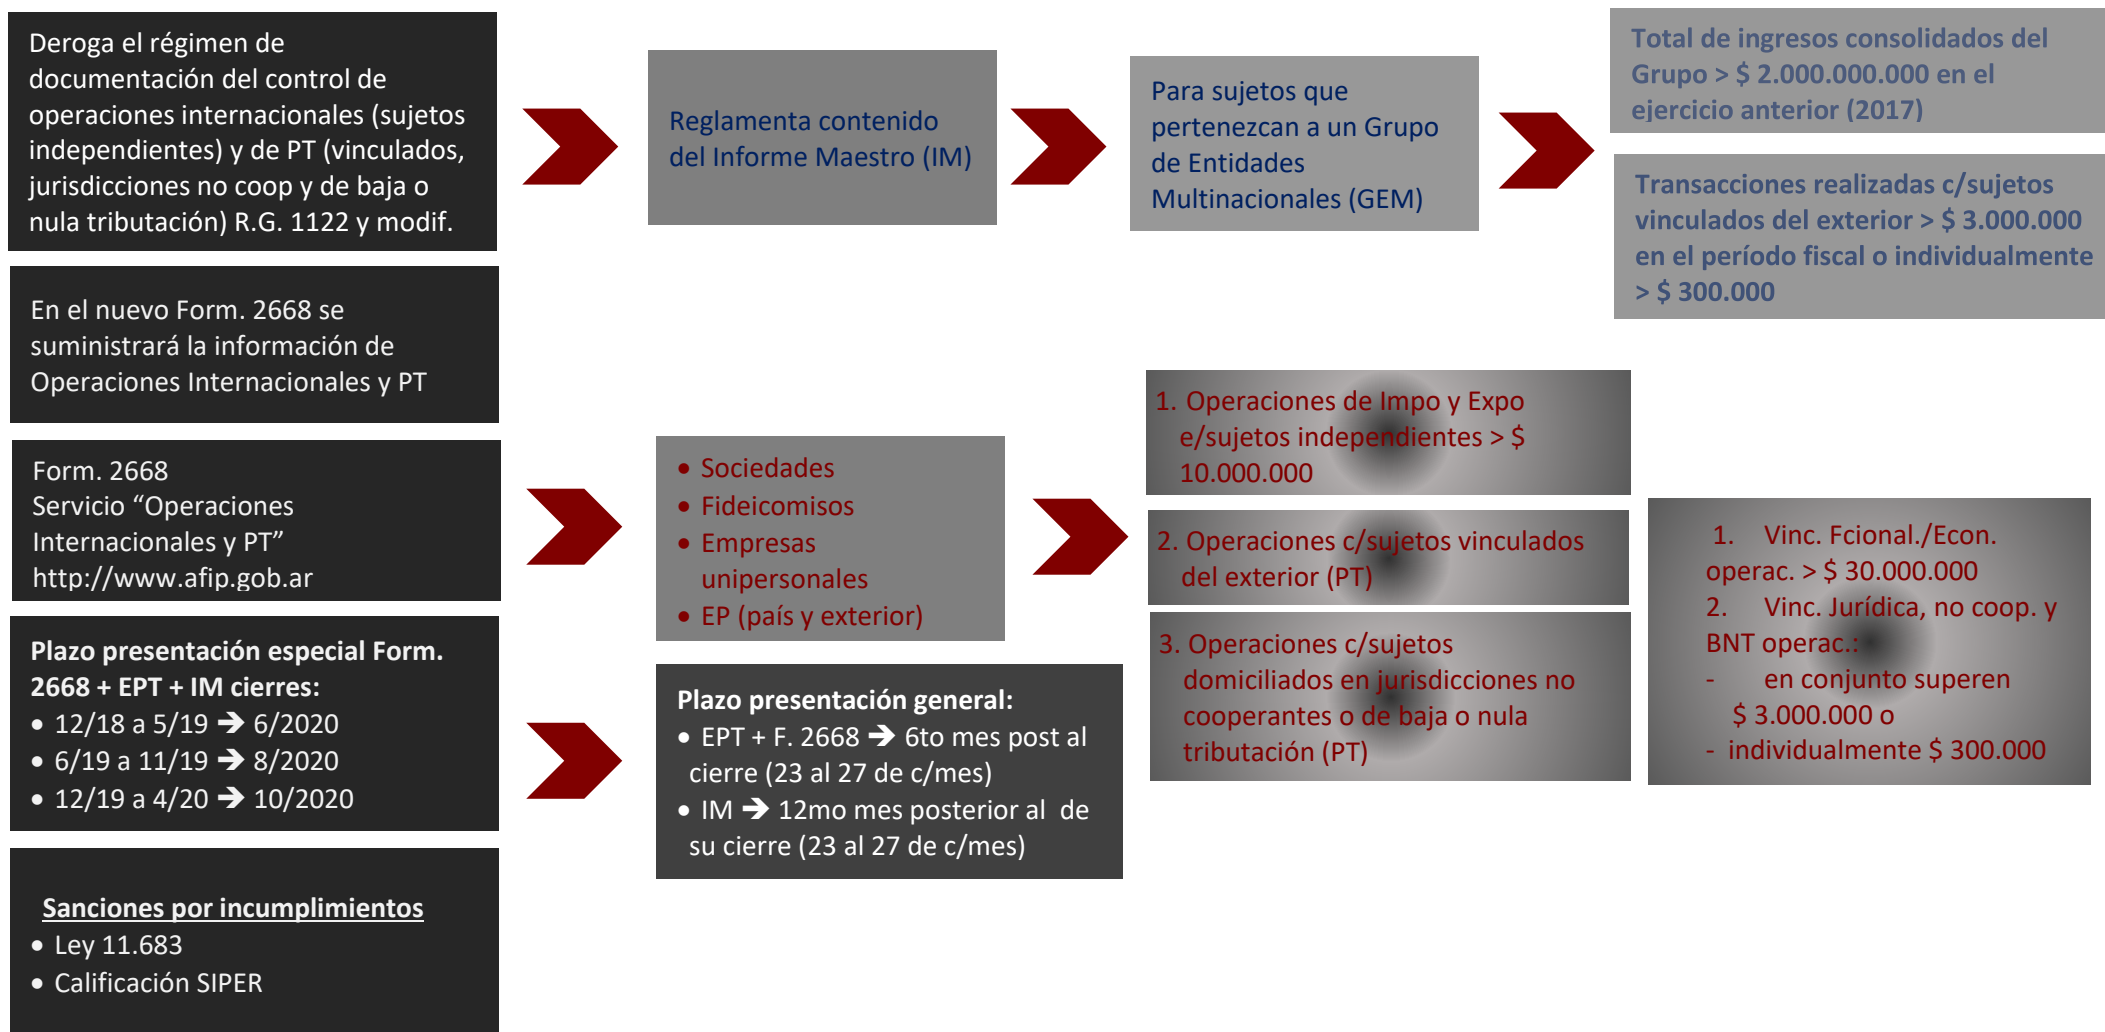 Deroga el régimen de
documentación del control de
operaciones internacionales (sujetos
independientes) y de PT (vinculados,
jurisdicciones no coop y de baja o
nula tributación) R.G. 1122 y modif.
Reglamenta contenido
del Informe Maestro (IM)
Para sujetos que
pertenezcan a un Grupo
de Entidades
Multinacionales (GEM)
Total de ingresos consolidados del
Grupo > $ 2.000.000.000 en el
ejercicio anterior (2017)
Transacciones realizadas c/sujetos
vinculados del exterior > $ 3.000.000
en el período fiscal o individualmente
> $ 300.000
En el nuevo Form. 2668 se
suministrará la información de
Operaciones Internacionales y PT
Form. 2668
Servicio “Operaciones
Internacionales y PT”
http://www.afip.gob.ar
• Sociedades
• Fideicomisos
• Empresas
unipersonales
• EP (país y exterior)
1. Operaciones de Impo y Expo
e/sujetos independientes > $
10.000.000
2. Operaciones c/sujetos vinculados
del exterior (PT)
3. Operaciones c/sujetos
domiciliados en jurisdicciones no
cooperantes o de baja o nula
tributación (PT)
1. Vinc. Fcional./Econ.
operac. > $ 30.000.000
2. Vinc. Jurídica, no coop. y
BNT operac.:
- en conjunto superen
$ 3.000.000 o
- individualmente $ 300.000
Plazo presentación especial Form.
2668 + EPT + IM cierres:
• 12/18 a 5/19 ➔ 6/2020
• 6/19 a 11/19 ➔ 8/2020
• 12/19 a 4/20 ➔ 10/2020
Plazo presentación general:
• EPT + F. 2668 ➔ 6to mes post al
cierre (23 al 27 de c/mes)
• IM ➔ 12mo mes posterior al de
su cierre (23 al 27 de c/mes)
Sanciones por incumplimientos
• Ley 11.683
• Calificación SIPER